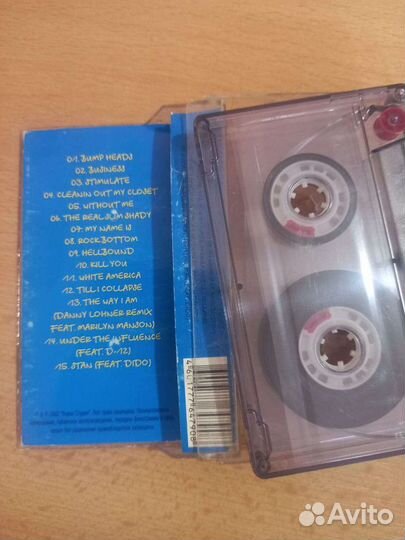 01. BUMP HEADS
02. BUSINESS
03. STIMULATE
04. CLEANIN OUT MY CLOSET
05. WITHOUT ME
06. THE REAL SLIM SHADY
07. MY NAME IS
08. ROCKBOTTOM
09. HELLBOUND
10. KILL YOU
11. WHITE AMERICA
12. TILL I COLLAPSE
13. THE WAY I AM
(DANNY LOHNER REMIX
FEAT. MARILYN MANSON)
14. UNDER THE INFLUENCE
(FEAT. D-12)
15. STAN (FEAT. DIDO)
4601777647908
Avito